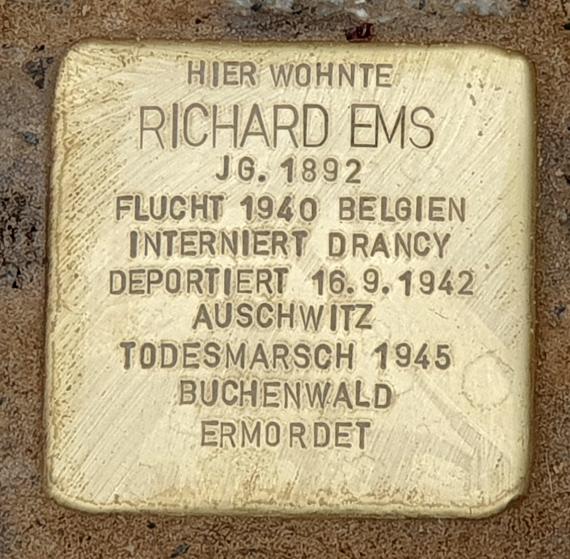 HIER WOHNTE
RICHARD EMS
JG. 1892
FLUCHT 1940 BELGIEN
INTERNIERT DRANCY
DEPORTIERT 16.9.1942
AUSCHWITZ
TODESMARSCH 1945
BUCHENWALD
ERMORDET